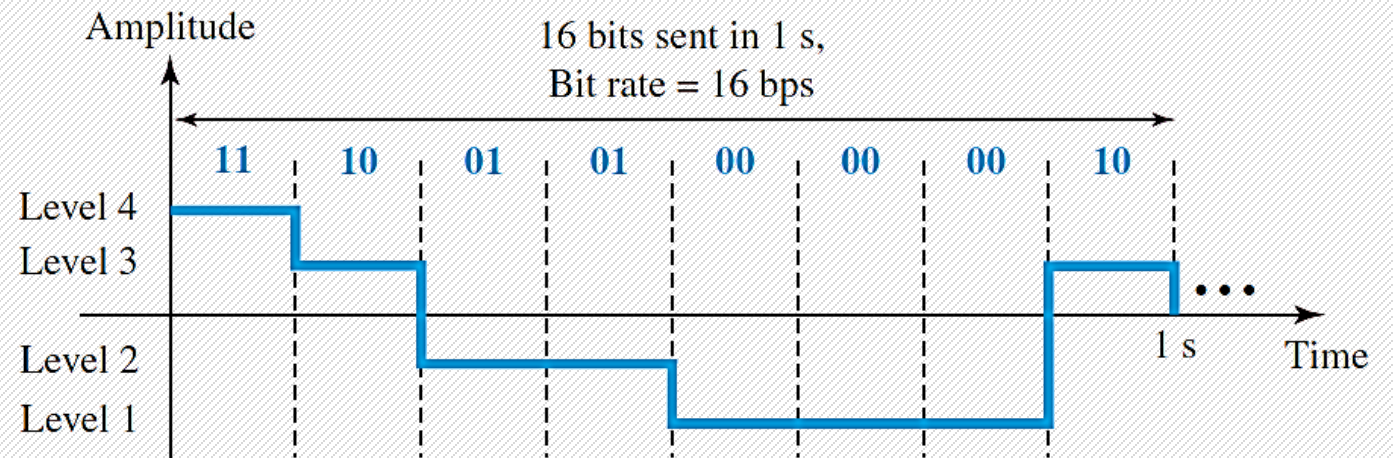 Amplitude
16 bits sent in 1 s,
Bit rate = 16 bps
11 10 01 01 00 00 00 10
Level 4
Level 3
Level 2
Level 1
•••
1 s
Time